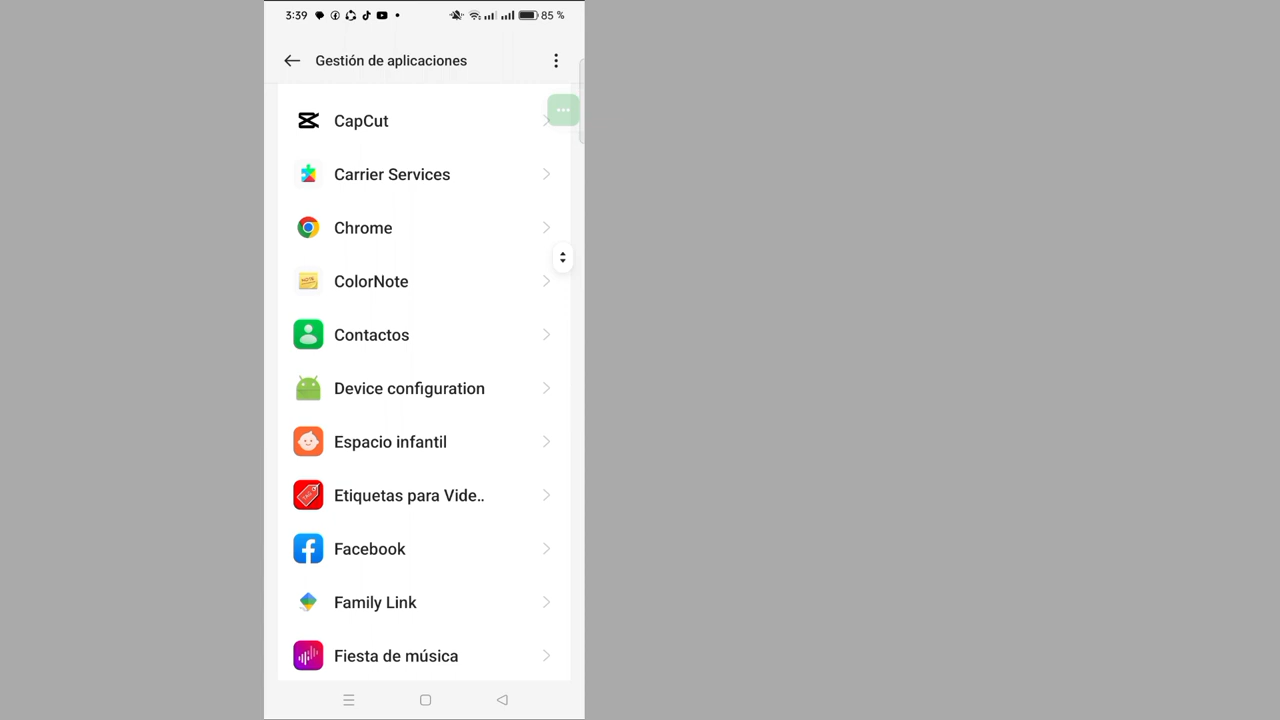 3:39
85 %
Gestión de aplicaciones
CapCut
Carrier Services
Chrome
ColorNote
Contactos
Device configuration
Espacio infantil
Etiquetas para Vide..
Facebook
Family Link
Fiesta de música